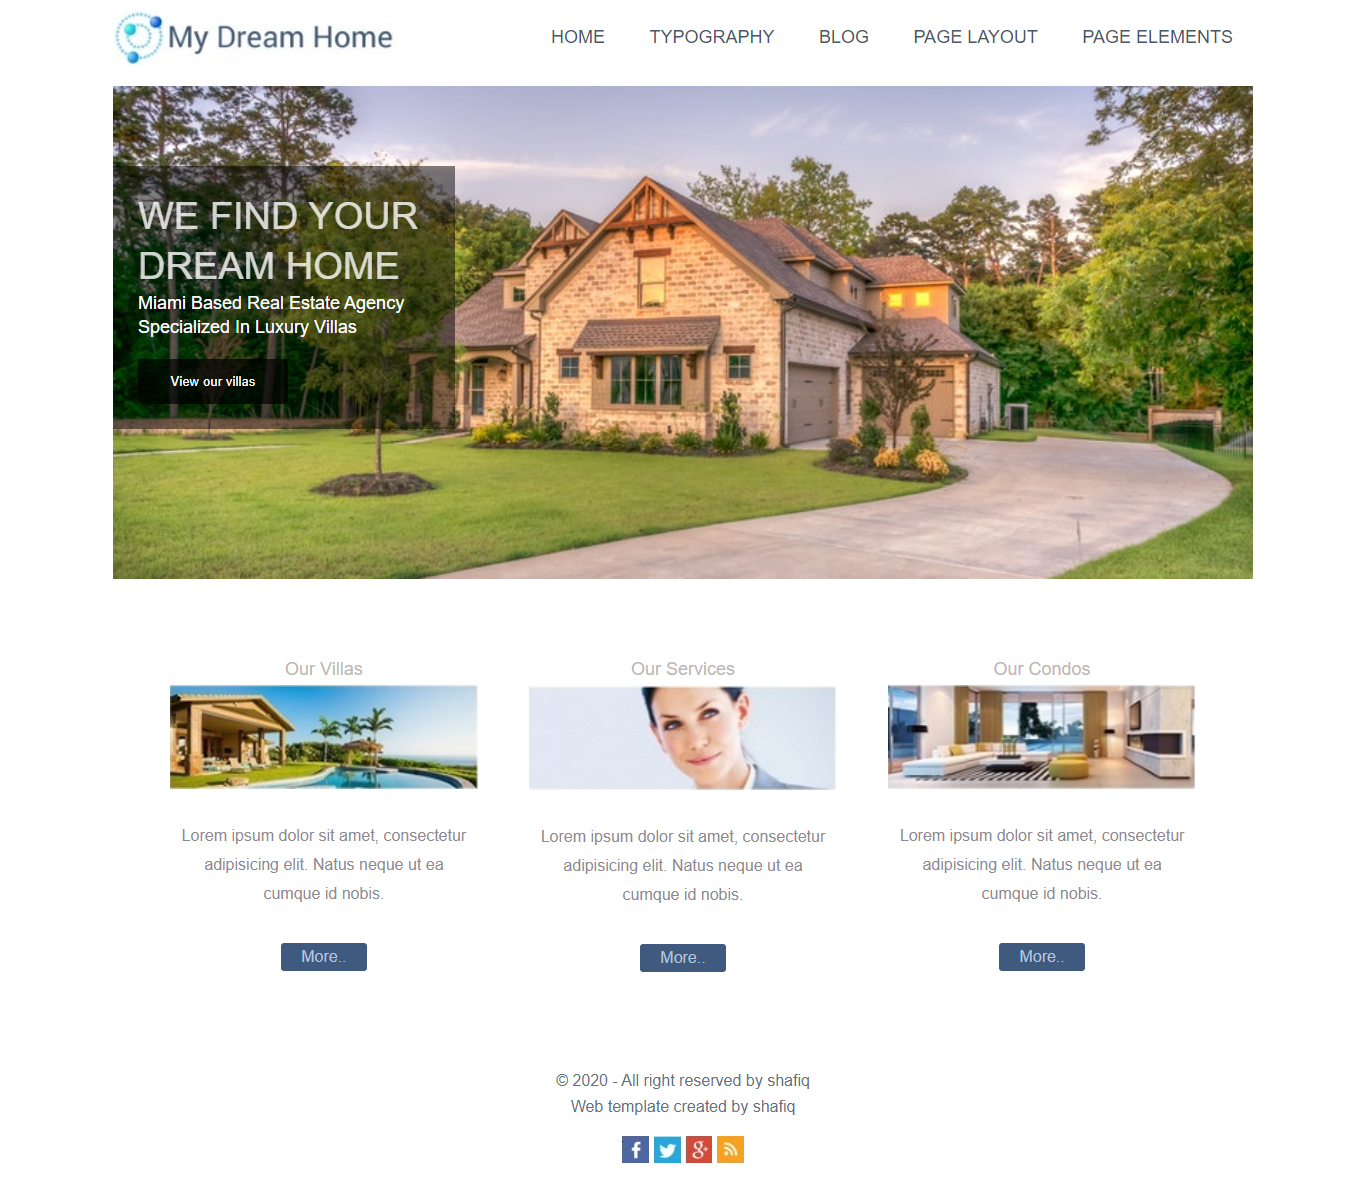 My Dream Home
HOME TYPOGRAPHY BLOG PAGE LAYOUT PAGE ELEMENTS
WE FIND YOUR
DREAM HOME
Miami Based Real Estate Agency
Specialized In Luxury Villas
View our villas
Our Villas
Lorem ipsum dolor sit amet, consectetur
adipisicing elit. Natus neque ut ea
cumque id nobis.
More..
Our Services
Lorem ipsum dolor sit amet, consectetur
adipisicing elit. Natus neque ut ea
cumque id nobis.
More..
Our Condos
Lorem ipsum dolor sit amet, consectetur
adipisicing elit. Natus neque ut ea
cumque id nobis.
More..
© 2020 - All right reserved by shafiq
Web template created by shafiq